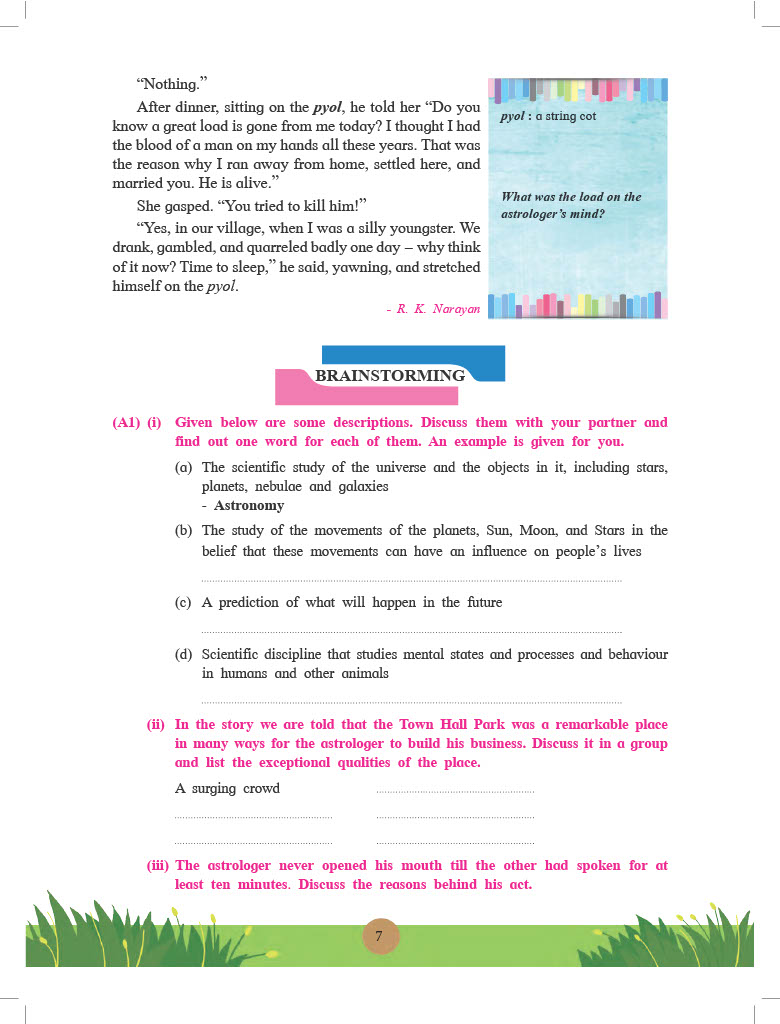 “Nothing.”
After dinner, sitting on the pyol, he told her “Do you
know a great load is gone from me today? I thought I had
the blood of a man on my hands all these years. That was
the reason why I ran away from home, settled here, and
married you. He is alive.”
She gasped. “You tried to kill him!”
“Yes, in our village, when I was a silly youngster. We
drank, gambled, and quarreled badly one day – why think
of it now? Time to sleep,” he said, yawning, and stretched
himself on the pyol.
- R. K. Narayan
pyol : a string cot
What was the load on the
astrologer’s mind?
BRAINSTORMING
(A1) (i) Given below are some descriptions. Discuss them with your partner and
find out one word for each of them. An example is given for you.
(a) The scientific study of the universe and the objects in it, including stars,
planets, nebulae and galaxies
- Astronomy
(b) The study of the movements of the planets, Sun, Moon, and Stars in the
belief that these movements can have an influence on people’s lives
(c) A prediction of what will happen in the future
(d) Scientific discipline that studies mental states and processes and behaviour
in humans and other animals
(ii) In the story we are told that the Town Hall Park was a remarkable place
in many ways for the astrologer to build his business. Discuss it in a group
and list the exceptional qualities of the place.
A surging crowd
(iii) The astrologer never opened his mouth till the other had spoken for at
least ten minutes. Discuss the reasons behind his act.
7